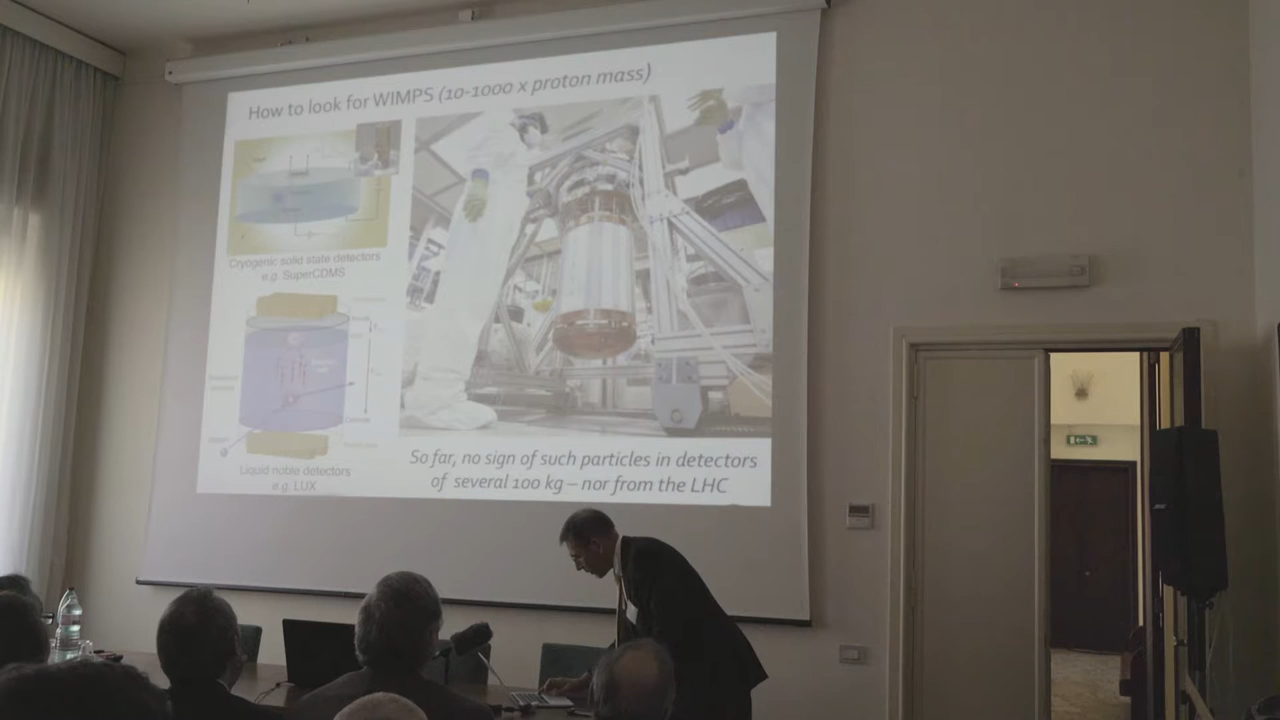 How to look for WIMPS (10-1000 x proton mass)
Cryogenic solid state detectors
e.g. SuperCDMS
Liquid noble detectors
e.g. LUX
So far, no sign of such particles in detectors
of several 100 kg – nor from the LHC